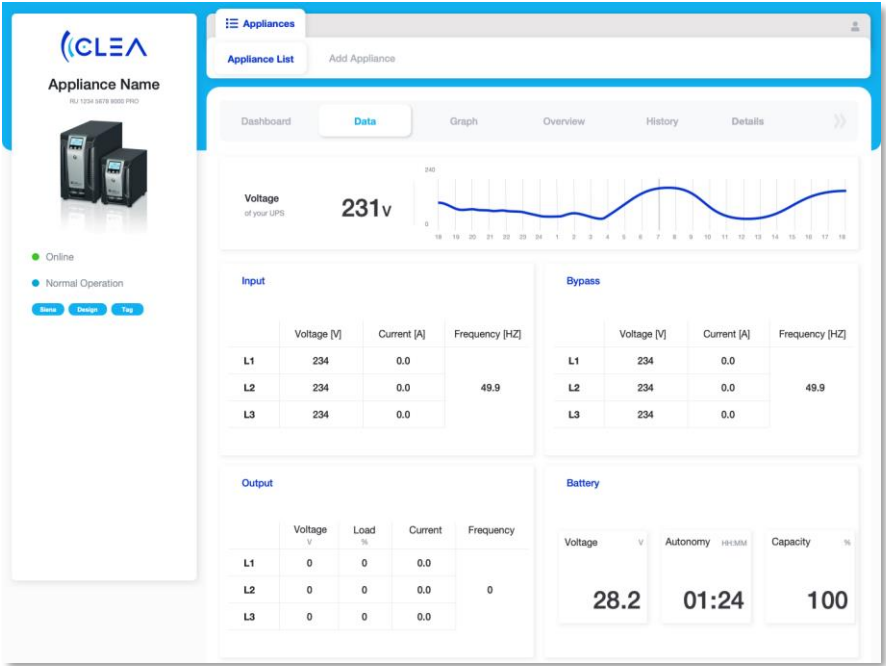 CLEA
Appliance Name
RU 1234 5678 9000 PRO
Online
Normal Operation
Siena Design Tag
Appliances
Appliance List Add Appliance
Dashboard Data Graph Overview History Details
Voltage
of your UPS
231V
240
0
18 19 20 21 22 23 24 1 2 3 4 5 6 7 8 9 10 11 12 13 14 15 16 17 18
Input
Voltage [V] Current [A] Frequency [HZ]
L1 234 0.0
L2 234 0.0 49.9
L3 234 0.0
Bypass
Voltage [V] Current [A] Frequency [HZ]
L1 234 0.0
L2 234 0.0 49.9
L3 234 0.0
Output
Voltage Load Current Frequency
V %
L1 0 0 0.0
L2 0 0 0.0 0
L3 0 0 0.0
Battery
Voltage V Autonomy HH:MM Capacity %
28.2 01:24 100